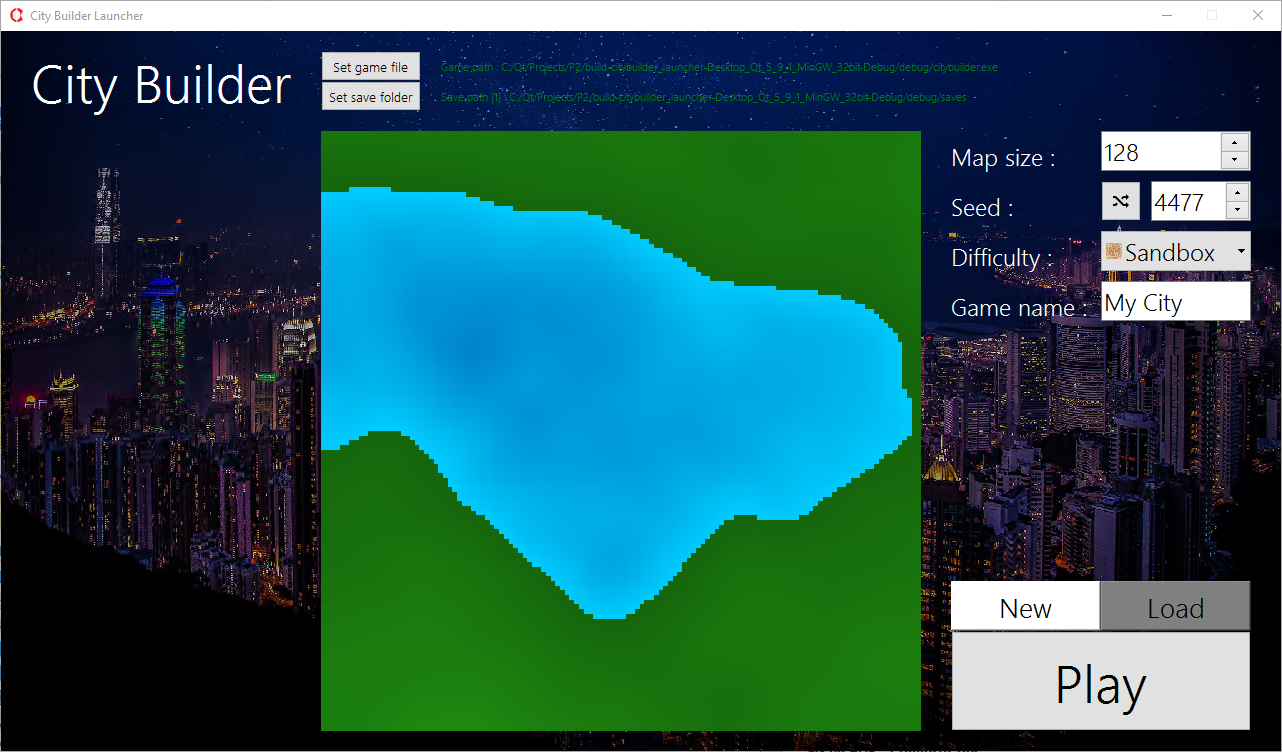 City Builder Launcher
City Builder
Set game file
Game path : C:/Qt/Projects/P2/build-citybuilder_launcher-Desktop_Qt_5_9_1_MinGW_32bit-Debug/debug/citybuilder.exe
Set save folder
Save path [1] : C:/Qt/Projects/P2/build-citybuilder_launcher-Desktop_Qt_5_9_1_MinGW_32bit-Debug/debug/saves
Map size : 128
Seed : 4477
Difficulty : Sandbox
Game name : My City
New Load
Play